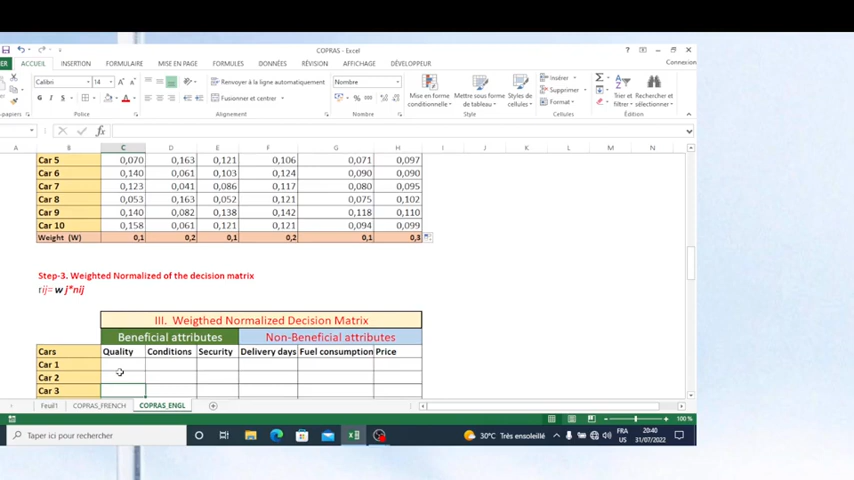 COPRAS - Excel
ACCUEIL INSERTION FORMULAIRE MISE EN PAGE FORMULES DONNÉES RÉVISION AFFICHAGE DÉVELOPPEUR Connexion
Calibri 14 Renvoyer à la ligne automatiquement Nombre Insérer
G I S Fusionner et centrer % Mise en forme conditionnelle Mettre sous forme de tableau Styles de cellules Supprimer Format Trier et filtrer Rechercher et sélectionner
Police Alignement Nombre Style Cellules Édition
A B C D E F G H I J K L M N
Car 5 0,070 0,163 0,121 0,106 0,071 0,097
Car 6 0,140 0,061 0,103 0,124 0,090 0,090
Car 7 0,123 0,041 0,086 0,117 0,080 0,095
Car 8 0,053 0,163 0,052 0,121 0,075 0,102
Car 9 0,140 0,082 0,138 0,142 0,118 0,110
Car 10 0,158 0,061 0,121 0,121 0,094 0,099
Weight (W) 0,1 0,2 0,1 0,2 0,1 0,3
Step-3. Weighted Normalized of the decision matrix
rij= w j*nij
III. Weigthed Normalized Decision Matrix
Beneficial attributes Non-Beneficial attributes
Cars Quality Conditions Security Delivery days Fuel consumption Price
Car 1
Car 2
Car 3
Feuil1 COPRAS_FRENCH COPRAS_ENGL
100 %
Taper ici pour rechercher 30°C Très ensoleillé FRA US 20:40 31/07/2022